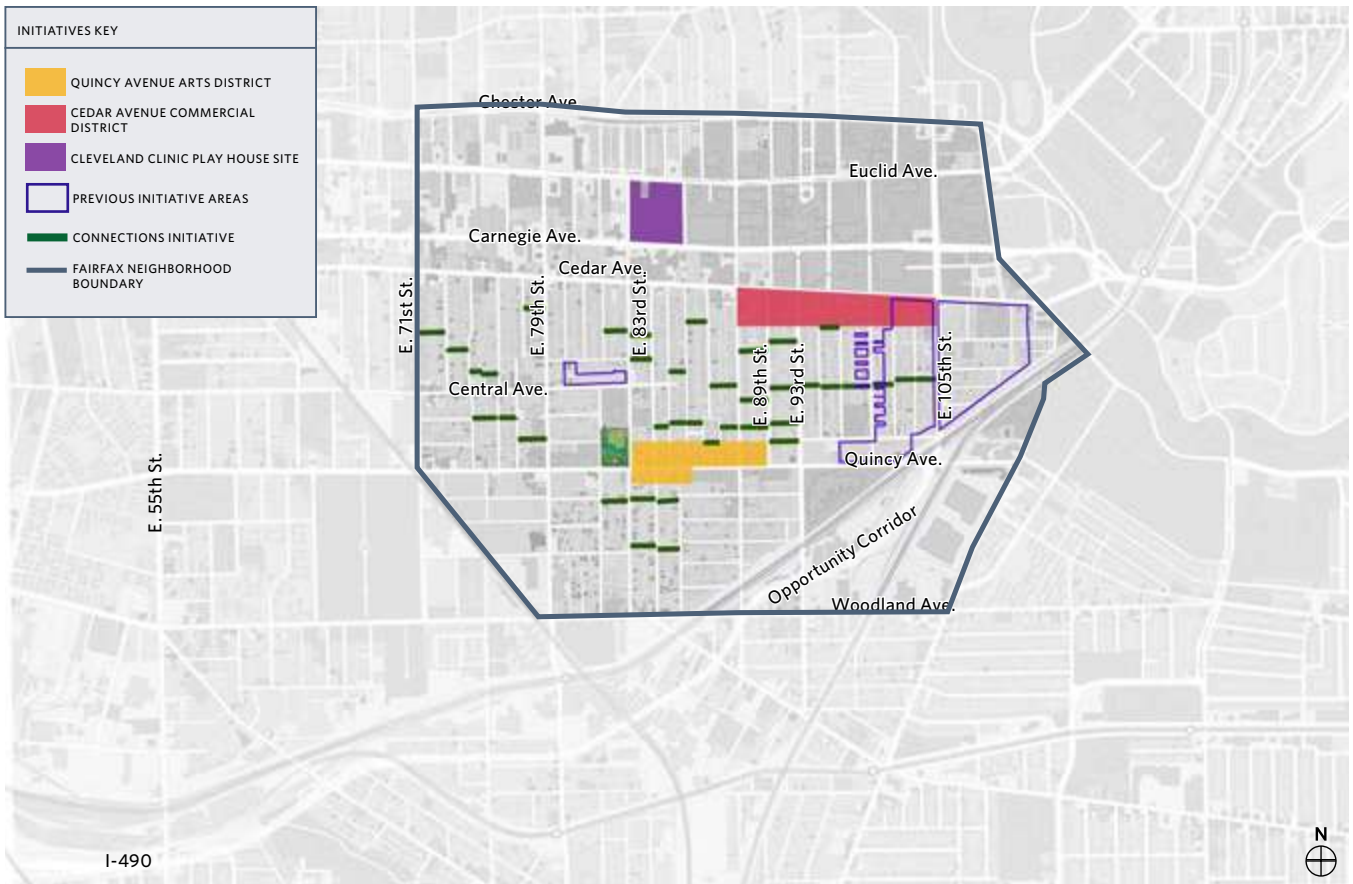 INITIATIVES KEY
QUINCY AVENUE ARTS DISTRICT
CEDAR AVENUE COMMERCIAL
DISTRICT
CLEVELAND CLINIC PLAY HOUSE SITE
PREVIOUS INITIATIVE AREAS
CONNECTIONS INITIATIVE
FAIRFAX NEIGHBORHOOD
BOUNDARY
Chester Ave.
Euclid Ave.
Carnegie Ave.
Cedar Ave.
E. 71st St.
E. 79th St.
E. 83rd St.
E. 89th St.
E. 93rd St.
E. 105th St.
Central Ave.
Quincy Ave.
E. 55th St.
Opportunity Corridor
Woodland Ave.
I-490
N